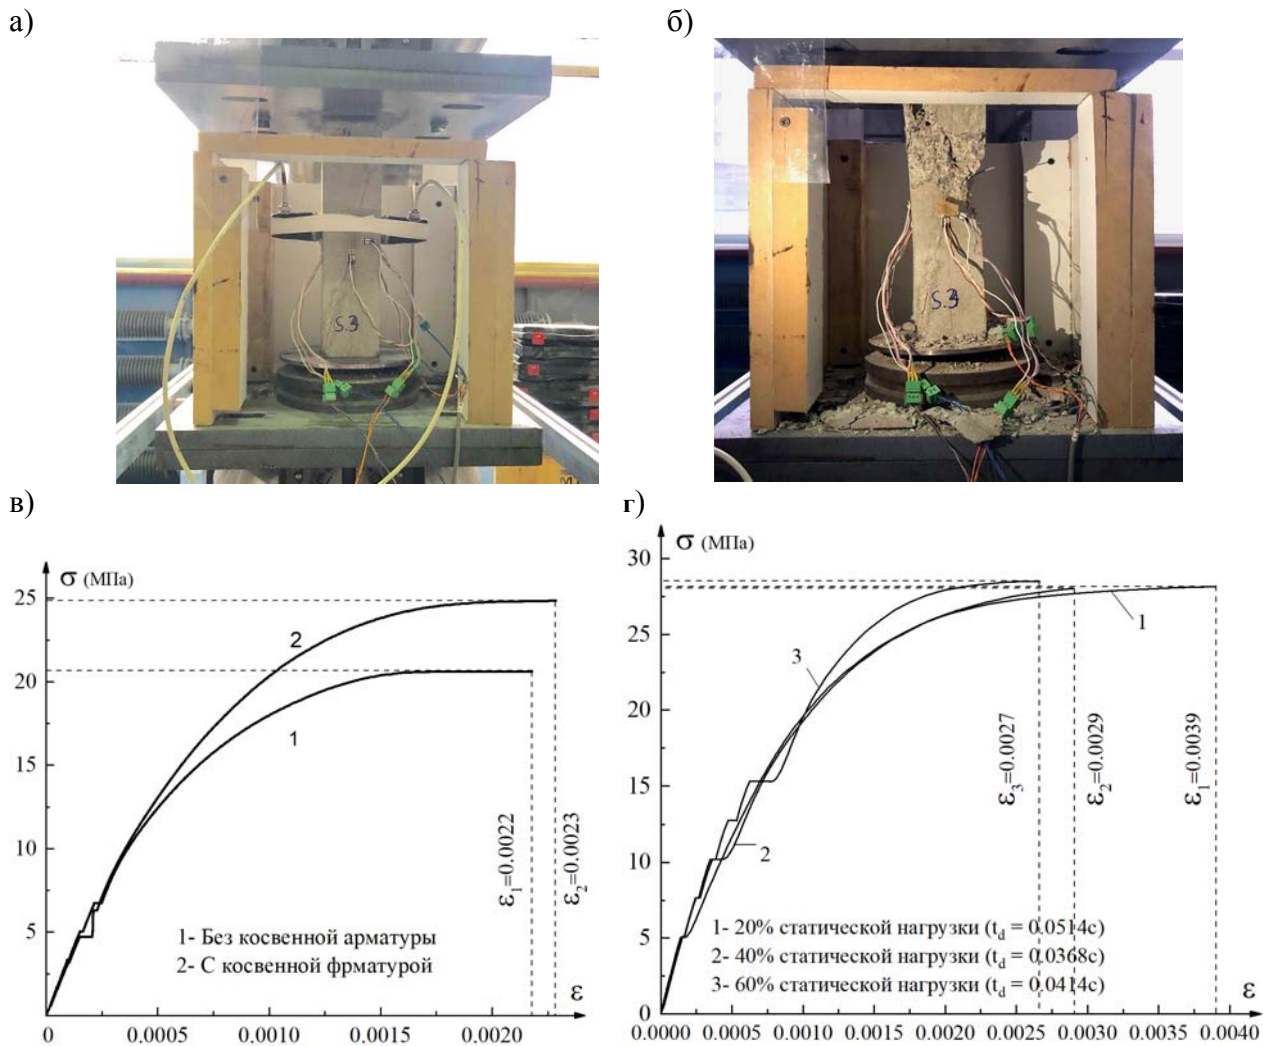 а)
б)
S.3
S.3
в)
г)
σ (МПа)
25
20
15
10
5
0
0.0005
0.0010
0.0015
0.0020
2
1
ε₁=0.0022
ε₂=0.0023
1- Без косвенной арматуры
2- С косвенной фрматурой
ε
σ (МПа)
30
25
20
15
10
5
0
0.0000
0.0005
0.0010
0.0015
0.0020
0.0025
0.0030
0.0035
0.0040
3
1
2
ε₃=0.0027
ε₂=0.0029
ε₁=0.0039
1- 20% статической нагрузки (t_d = 0.0514с)
2- 40% статической нагрузки (t_d = 0.0368с)
3- 60% статической нагрузки (t_d = 0.0414с)
ε